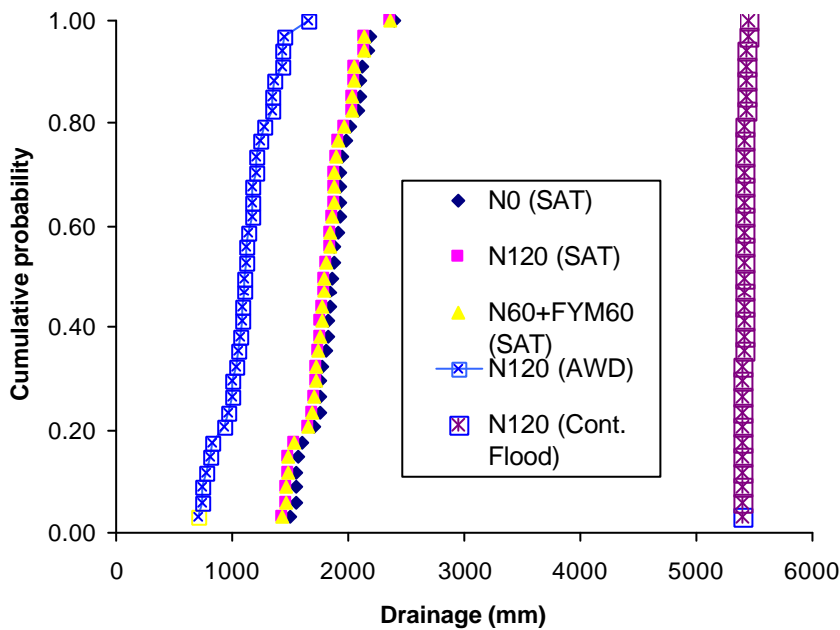 1.00
0.80
0.60
0.40
0.20
0.00
Cumulative probability
N0 (SAT)
N120 (SAT)
N60+FYM60
(SAT)
N120 (AWD)
N120 (Cont.
Flood)
0 1000 2000 3000 4000 5000 6000
Drainage (mm)